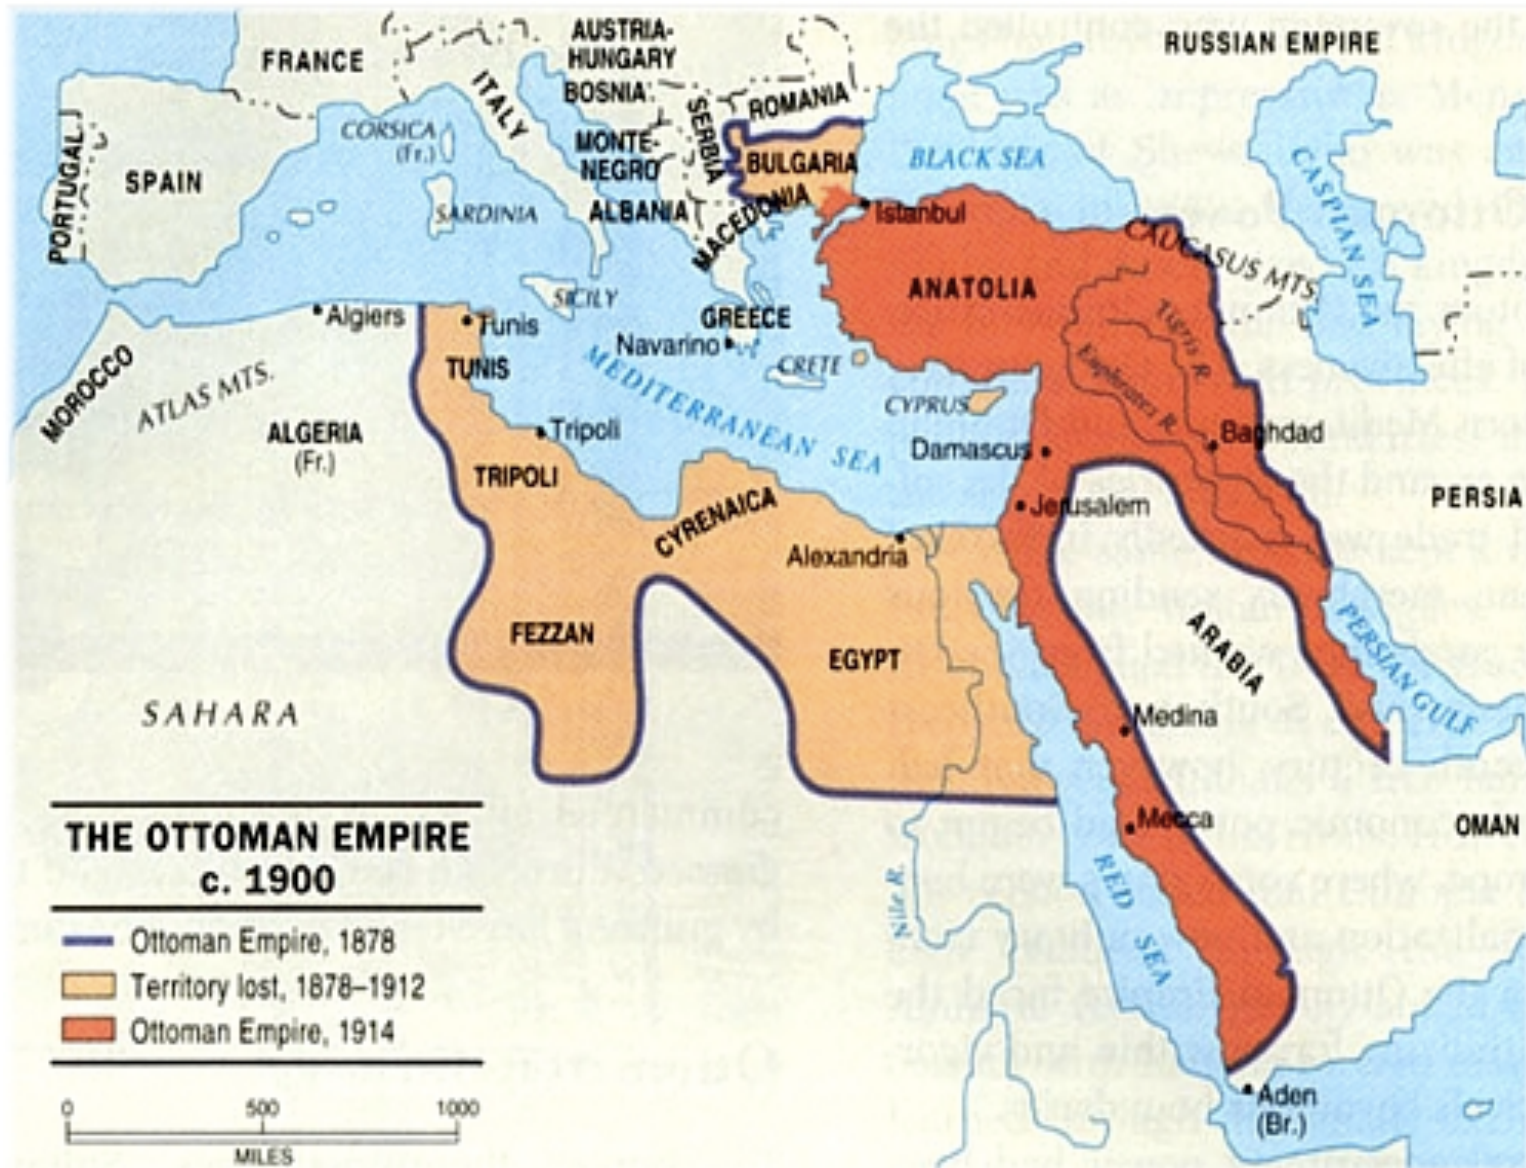 FRANCE
AUSTRIA-
HUNGARY
RUSSIAN EMPIRE
ITALY
BOSNIA
SERBIA
ROMANIA
CORSICA
(Fr.)
MONTE-
NEGRO
BULGARIA
BLACK SEA
CASPIAN SEA
PORTUGAL
SPAIN
SARDINIA
ALBANIA
MACEDONIA
Istanbul
CAUCASUS MTS.
ANATOLIA
SICILY
Algiers
Tunis
GREECE
Navarino
Tigris R.
MOROCCO
ATLAS MTS.
TUNIS
MEDITERRANEAN SEA
CRETE
Euphrates R.
CYPRUS
ALGERIA
(Fr.)
Tripoli
Damascus
Baghdad
TRIPOLI
CYRENAICA
Jerusalem
PERSIA
Alexandria
FEZZAN
EGYPT
ARABIA
PERSIAN GULF
SAHARA
Medina
Mecca
OMAN
Nile R.
RED SEA
Aden
(Br.)
THE OTTOMAN EMPIRE
c. 1900
Ottoman Empire, 1878
Territory lost, 1878–1912
Ottoman Empire, 1914
0 500 1000
MILES